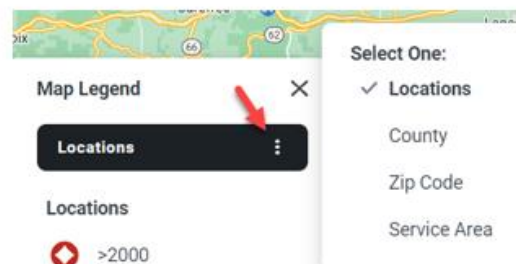 66
62
Map Legend
Locations
Locations
>2000
Select One:
Locations
County
Zip Code
Service Area